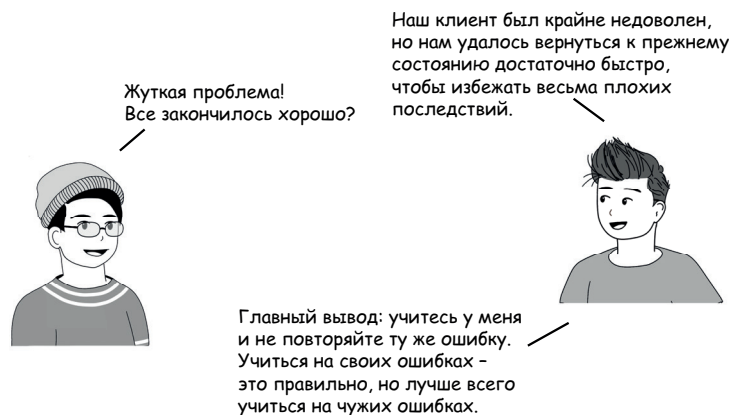 Жуткая проблема!
Все закончилось хорошо?
Наш клиент был крайне недоволен,
но нам удалось вернуться к прежнему
состоянию достаточно быстро,
чтобы избежать весьма плохих
последствий.
Главный вывод: учитесь у меня
и не повторяйте ту же ошибку.
Учиться на своих ошибках –
это правильно, но лучше всего
учиться на чужих ошибках.